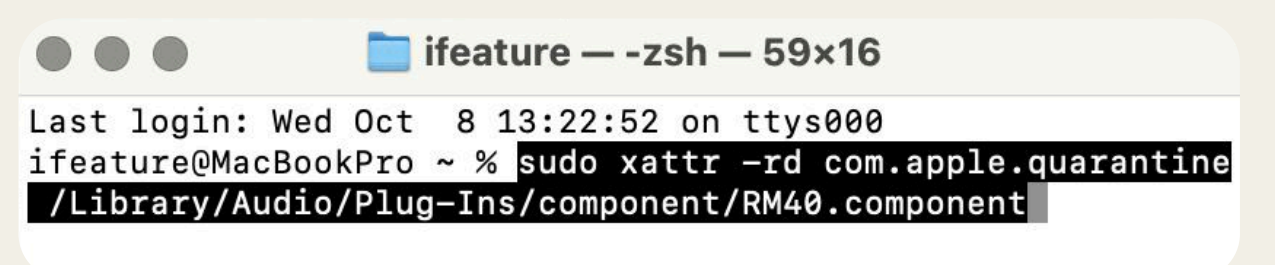 ifeature — -zsh — 59×16
Last login: Wed Oct  8 13:22:52 on ttys000
ifeature@MacBookPro ~ % sudo xattr -rd com.apple.quarantine
 /Library/Audio/Plug-Ins/component/RM40.component